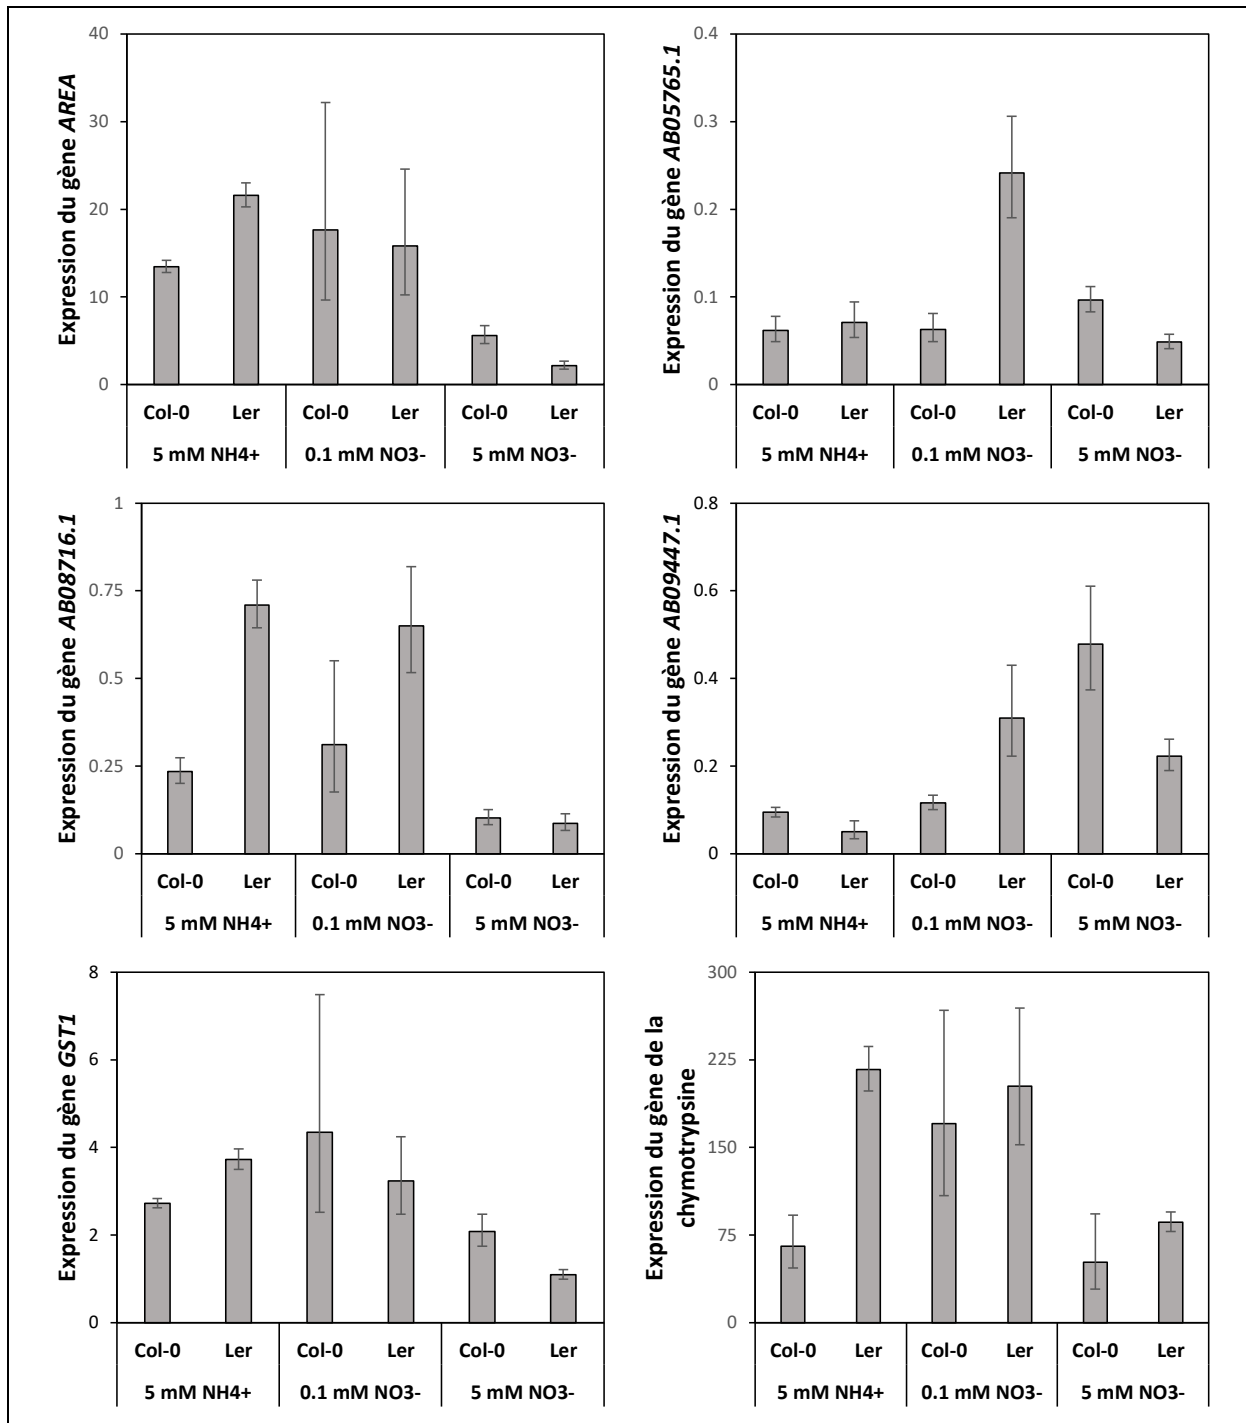 Expression du gène AREA
40
30
20
10
0
Col-0 Ler Col-0 Ler Col-0 Ler
5 mM NH4+ 0.1 mM NO3- 5 mM NO3-
Expression du gène AB05765.1
0.4
0.3
0.2
0.1
0
Col-0 Ler Col-0 Ler Col-0 Ler
5 mM NH4+ 0.1 mM NO3- 5 mM NO3-
Expression du gène AB08716.1
1
0.75
0.5
0.25
0
Col-0 Ler Col-0 Ler Col-0 Ler
5 mM NH4+ 0.1 mM NO3- 5 mM NO3-
Expression du gène AB09447.1
0.8
0.6
0.4
0.2
0
Col-0 Ler Col-0 Ler Col-0 Ler
5 mM NH4+ 0.1 mM NO3- 5 mM NO3-
Expression du gène GST1
8
6
4
2
0
Col-0 Ler Col-0 Ler Col-0 Ler
5 mM NH4+ 0.1 mM NO3- 5 mM NO3-
Expression du gène de la
chymotrypsine
300
225
150
75
0
Col-0 Ler Col-0 Ler Col-0 Ler
5 mM NH4+ 0.1 mM NO3- 5 mM NO3-